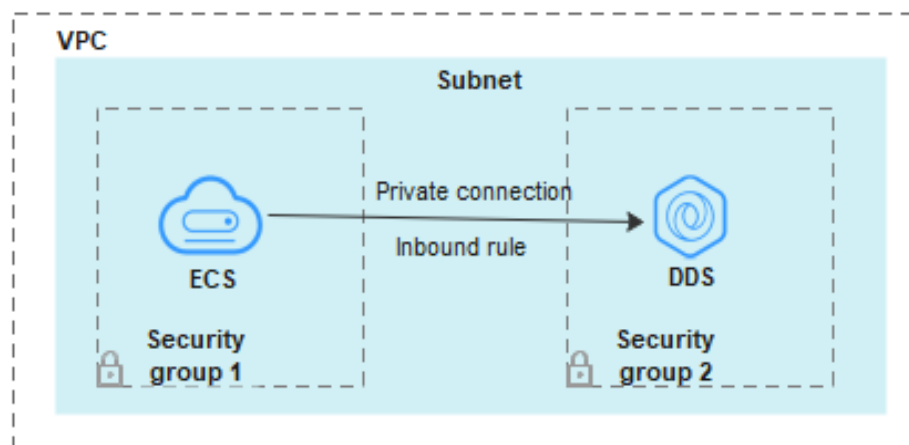 VPC
Subnet
Private connection
Inbound rule
ECS
DDS
Security
group 1
Security
group 2